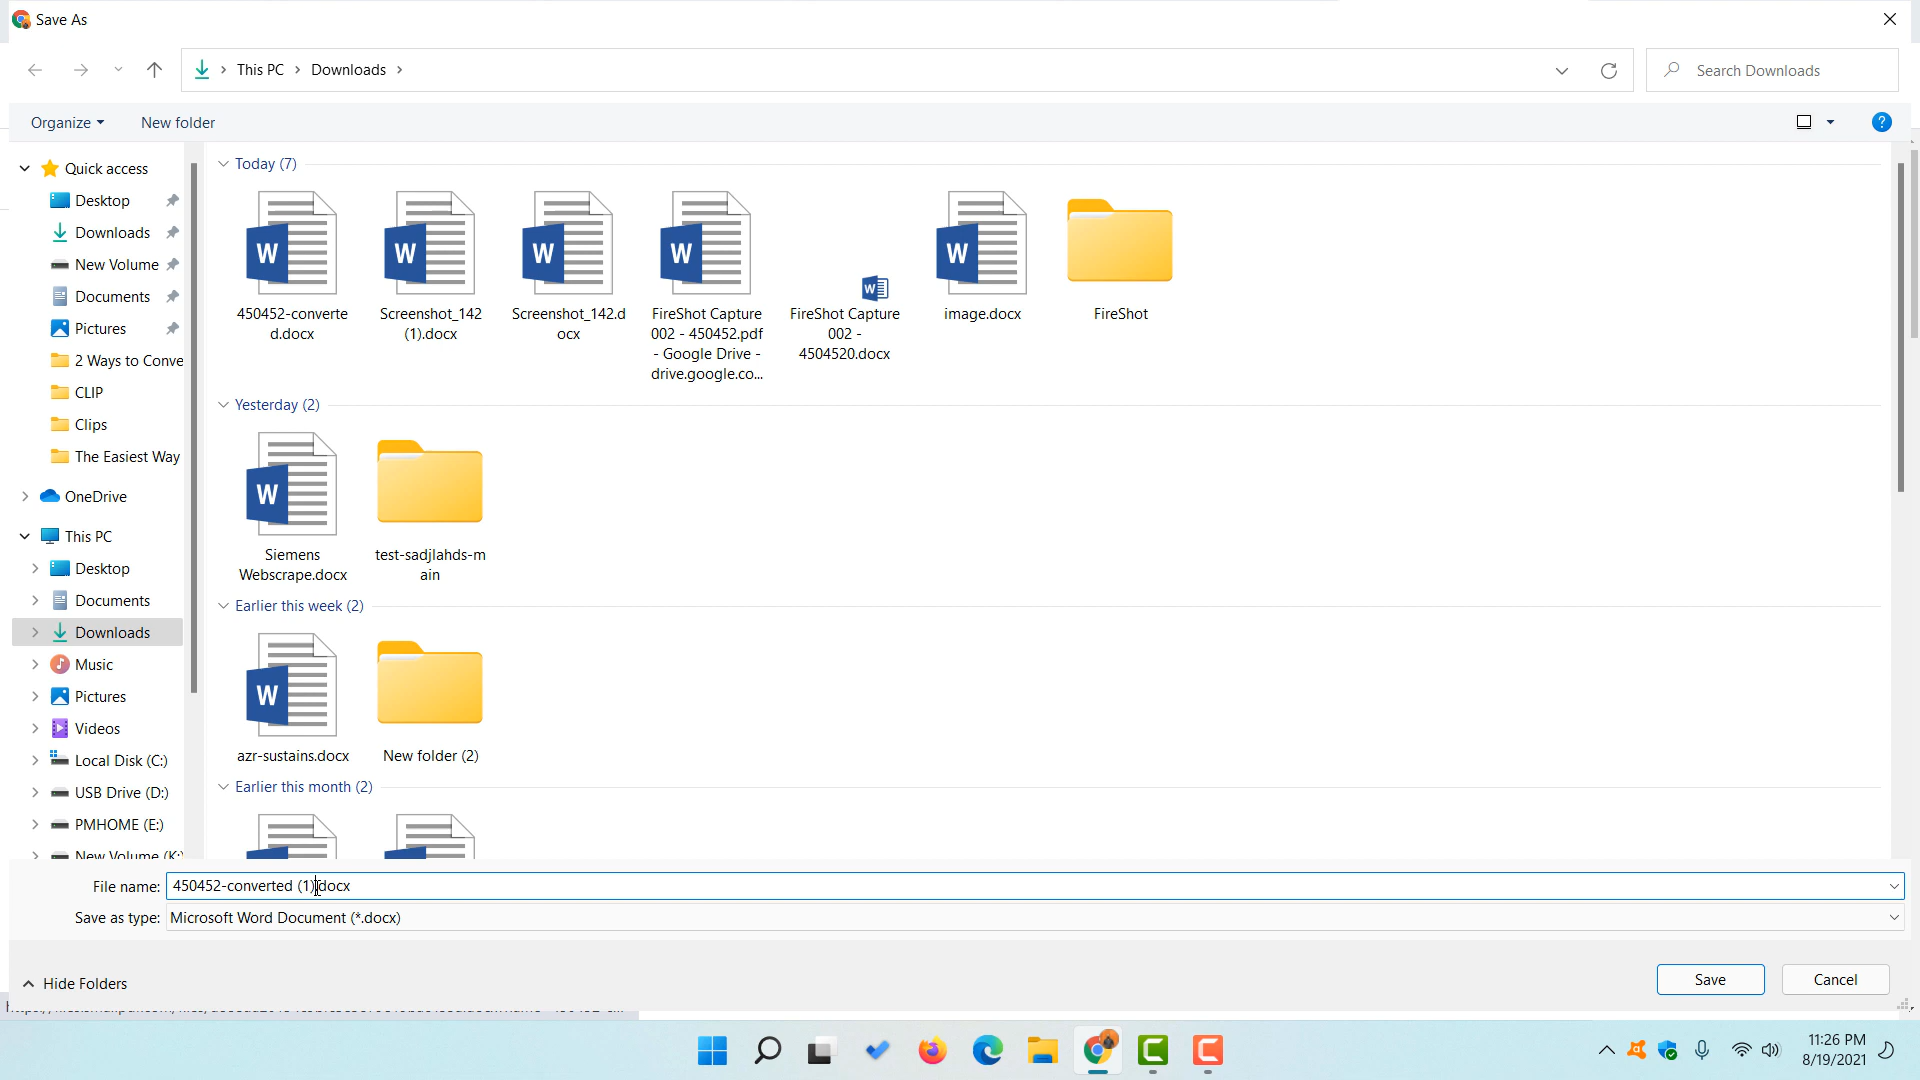 Save As
This PC
Downloads
Search Downloads
Organize
New folder
?
Quick access
Desktop
Downloads
New Volume
Documents
Pictures
2 Ways to Conve
CLIP
Clips
The Easiest Way
OneDrive
This PC
Desktop
Documents
Downloads
Music
Pictures
Videos
Local Disk (C:)
USB Drive (D:)
PMHOME (E:)
New Volume (K:)
Today (7)
W
W
W
W
W
W
450452-converte
d.docx
Screenshot_142
(1).docx
Screenshot_142.d
ocx
FireShot Capture
002 - 450452.pdf
- Google Drive -
drive.google.co...
FireShot Capture
002 -
4504520.docx
image.docx
FireShot
Yesterday (2)
W
Siemens
Webscrape.docx
test-sadjlahds-m
ain
Earlier this week (2)
W
azr-sustains.docx
New folder (2)
Earlier this month (2)
File name:
450452-converted (1).docx
Save as type:
Microsoft Word Document (*.docx)
Hide Folders
Save
Cancel
11:26 PM
8/19/2021